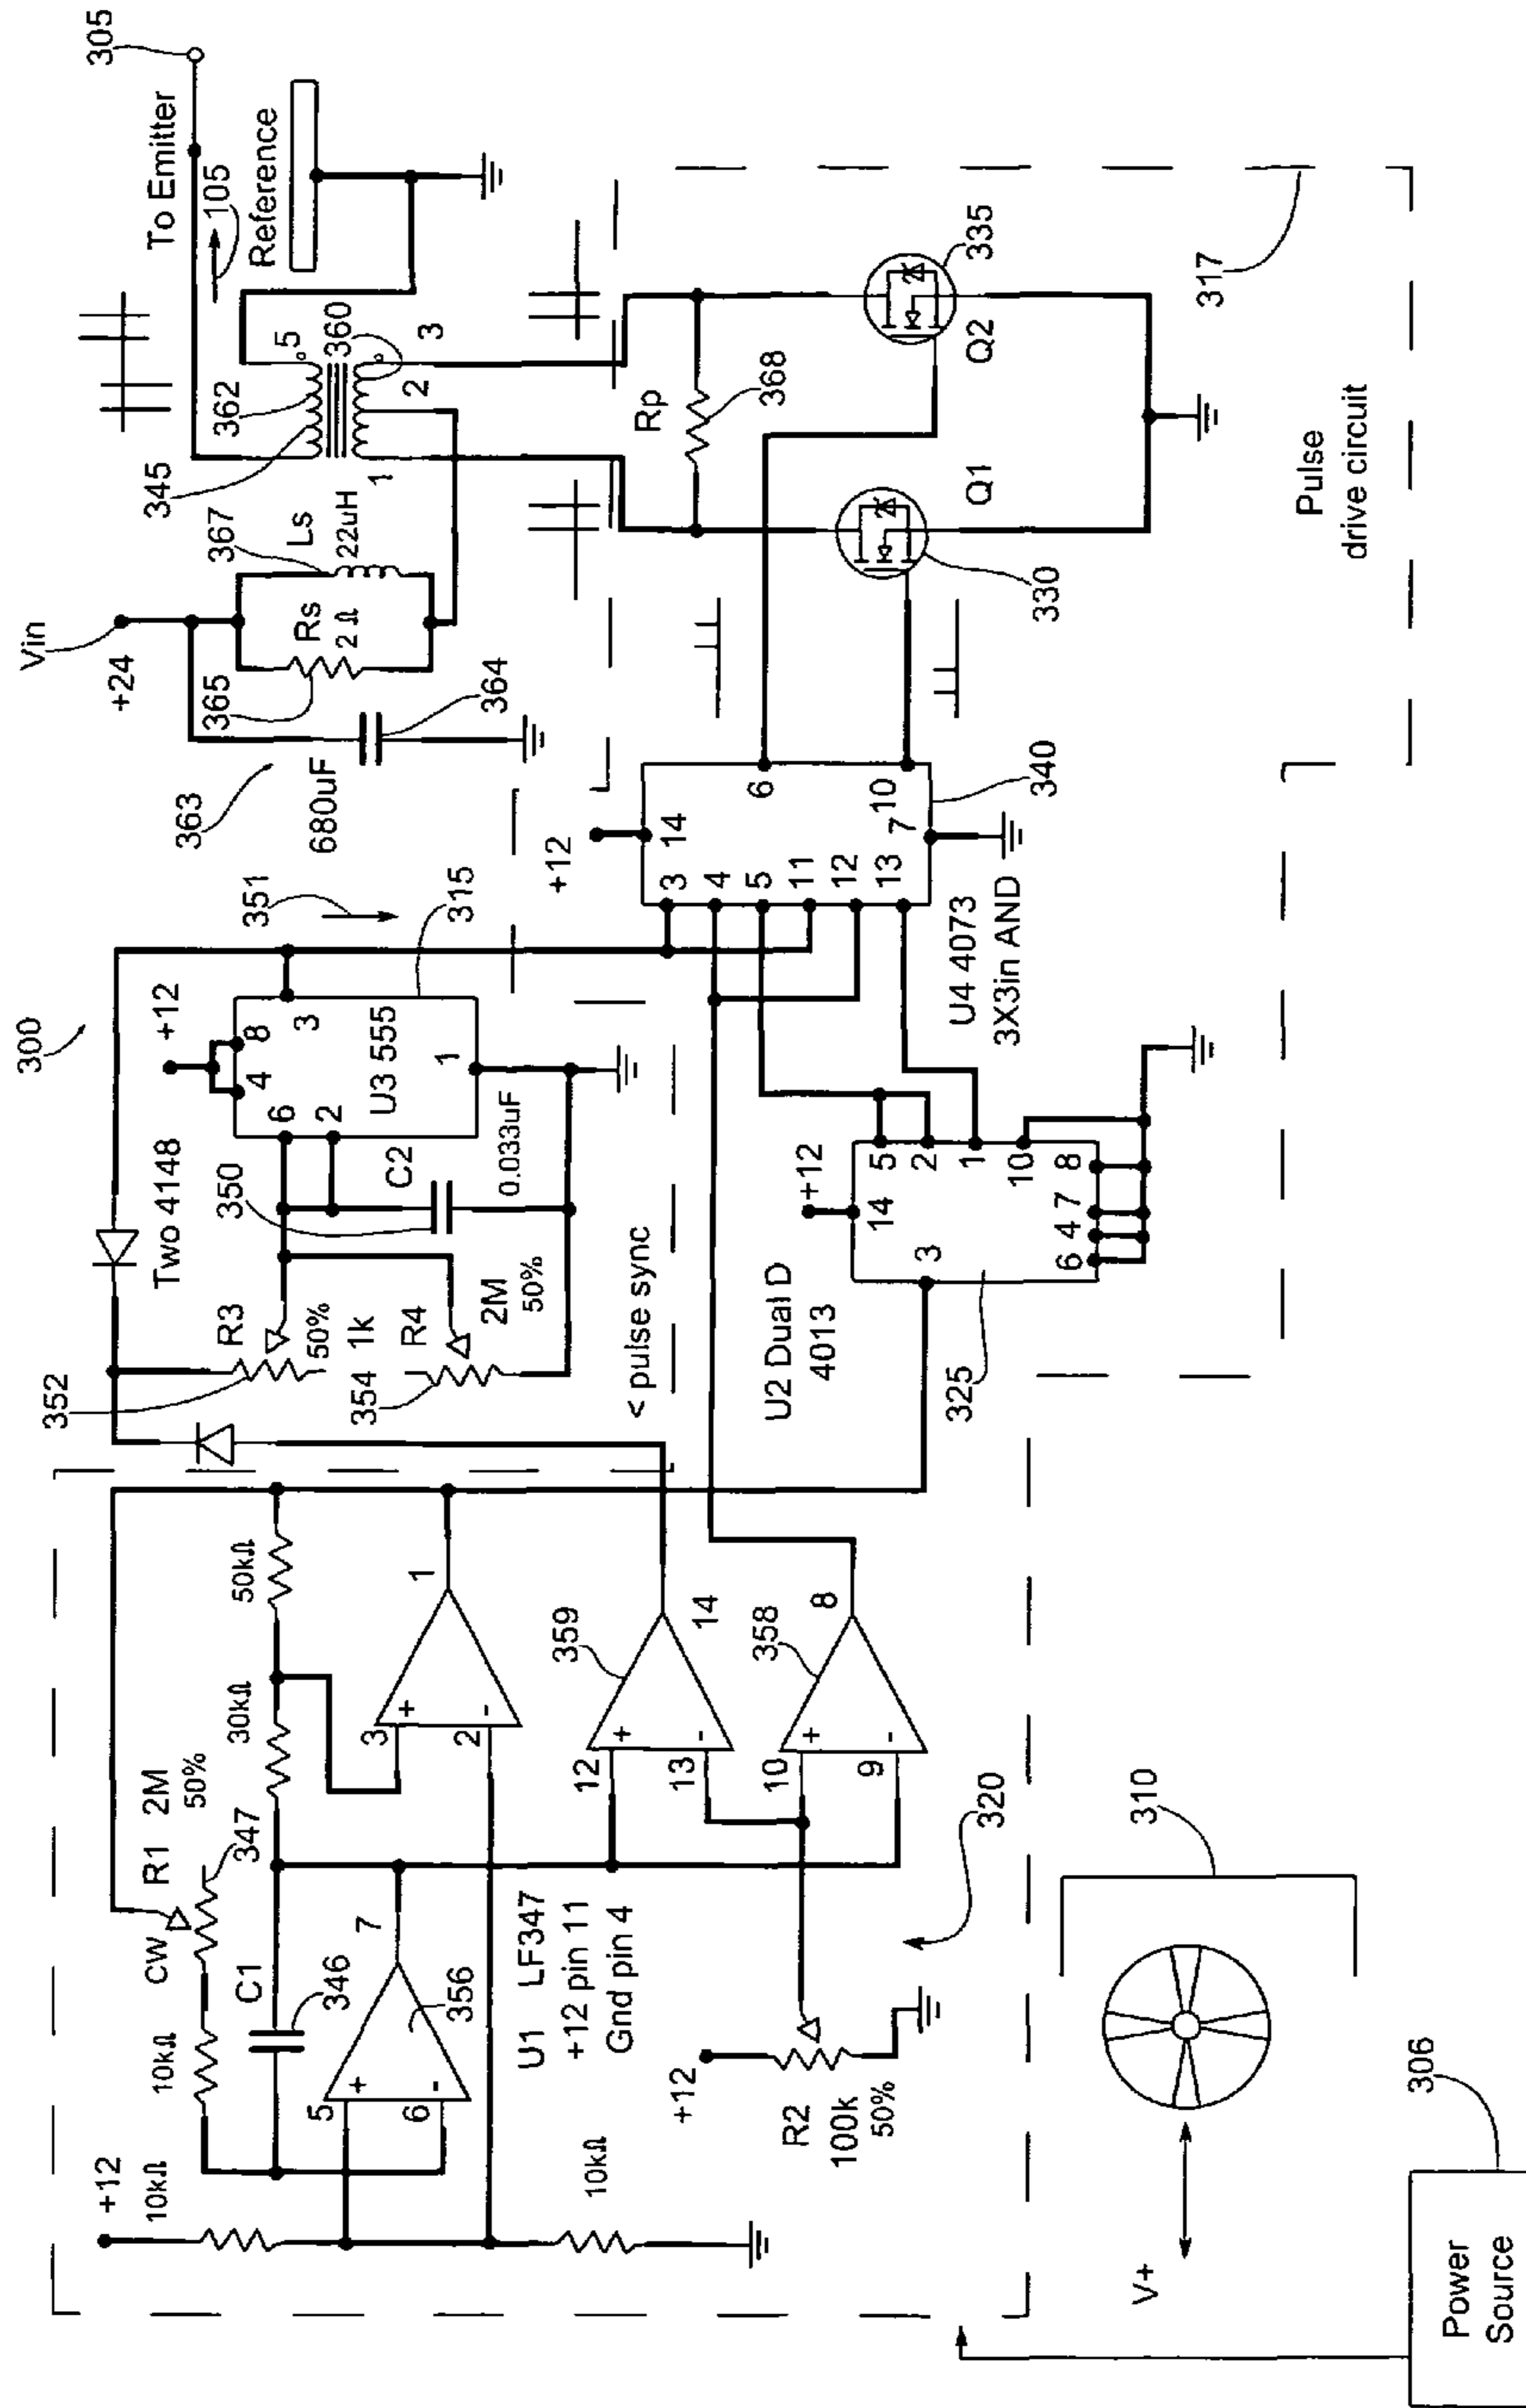 300
Vin
+24
305
To Emitter
105
Reference
352
R3
50%
1k
R4
354
2M
50%
Two 4148
350
C2
0.033uF
< pulse sync
+12
4
8
6
2
3
1
U3 555
315
351
363
680uF
364
365
Rs
2 Ω
367
Ls
22uH
345
362
5
360
1
2
3
+12
10kΩ
10kΩ
CW
R1
2M
50%
347
C1
346
30kΩ
50kΩ
5
6
+
-
7
356
3
2
+
-
1
10kΩ
U1 LF347
+12 pin 11
Gnd pin 4
12
13
+
-
359
14
10
9
+
-
358
8
+12
R2
100k
50%
320
U2 Dual D
4013
325
+12
14
3
5
2
1
10
8
7
4
6
+12
14
3
4
5
11
12
13
6
10
7
340
U4 4073
3X3in AND
Rp
368
Q1
330
Q2
335
317
Pulse
drive circuit
V+
310
306
Power
Source